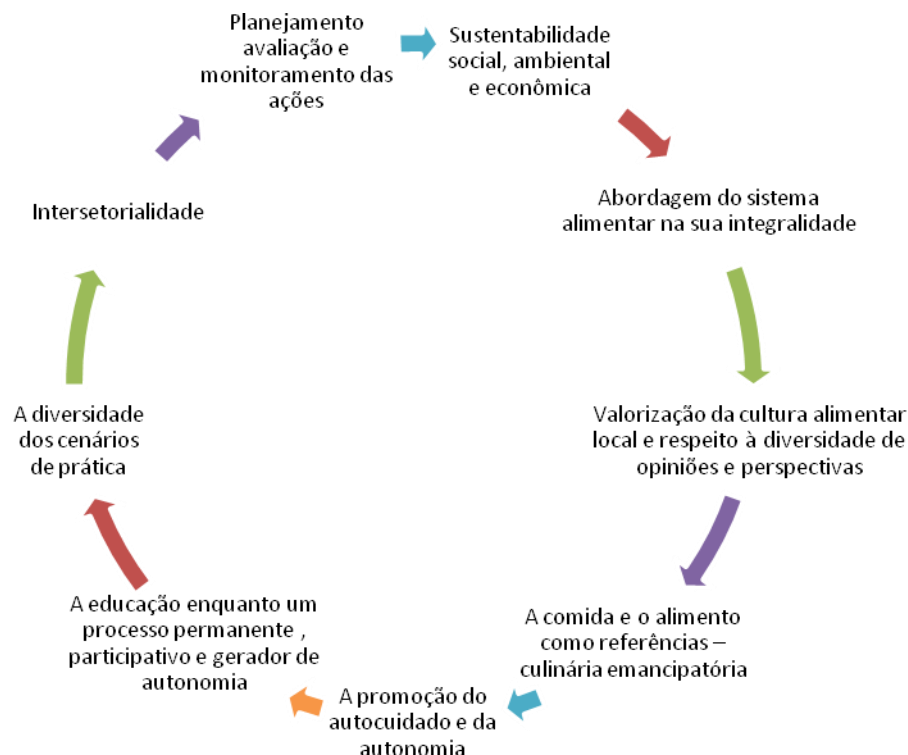 Planejamento
avaliação e
monitoramento das
ações
Sustentabilidade
social, ambiental
e econômica
Abordagem do sistema
alimentar na sua integralidade
Valorização da cultura alimentar
local e respeito à diversidade de
opiniões e perspectivas
A comida e o alimento
como referências –
culinária emancipatória
A promoção do
autocuidado e da
autonomia
A educação enquanto um
processo permanente ,
participativo e gerador de
autonomia
A diversidade
dos cenários
de prática
Intersetorialidade